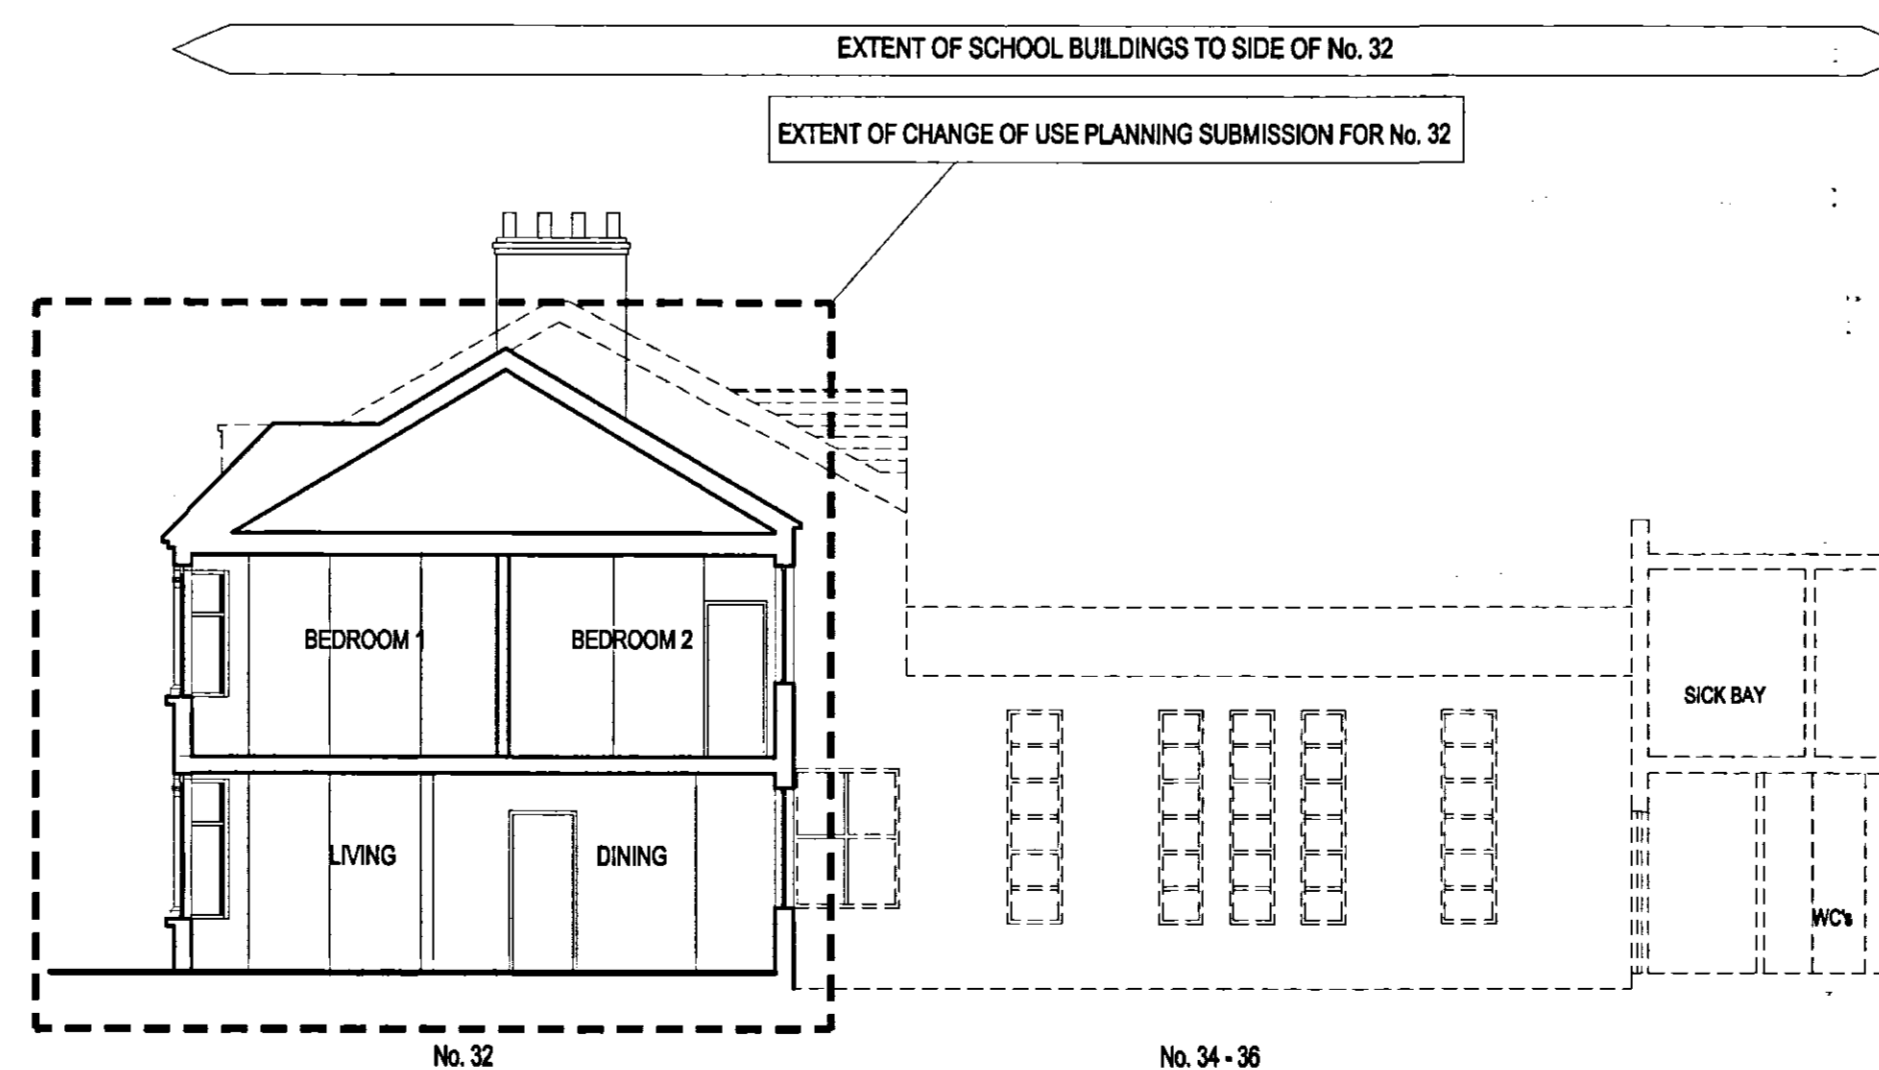 EXTENT OF SCHOOL BUILDINGS TO SIDE OF No. 32
EXTENT OF CHANGE OF USE PLANNING SUBMISSION FOR No. 32
BEDROOM 1
BEDROOM 2
SICK BAY
LIVING
DINING
WC's
No. 32
No. 34 - 36